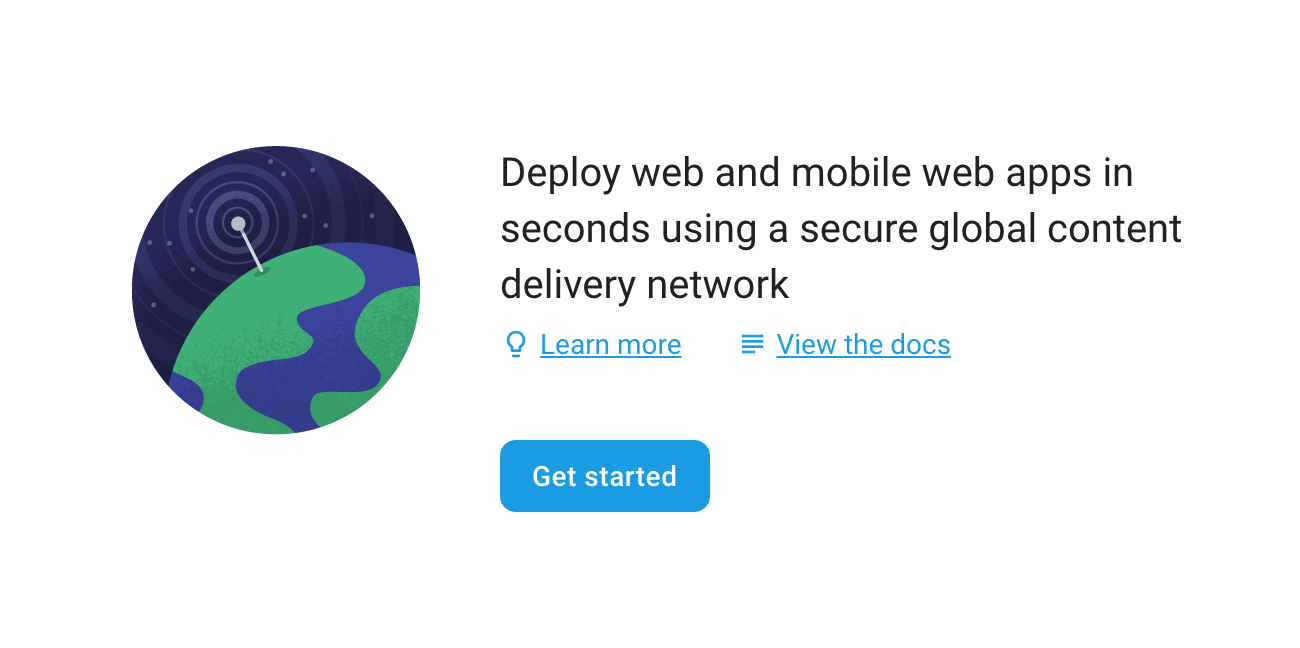 Deploy web and mobile web apps in
seconds using a secure global content
delivery network
Learn more View the docs
Get started